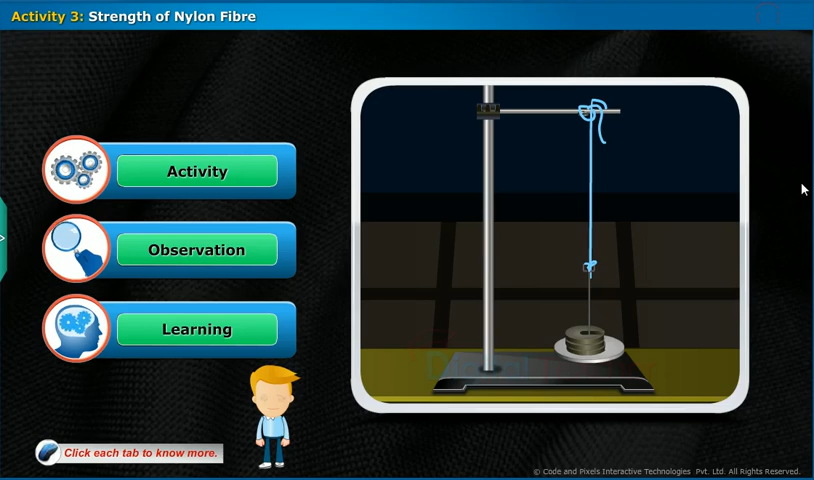 Activity 3: Strength of Nylon Fibre
Activity
Observation
Learning
Click each tab to know more.
© Code and Pixels Interactive Technologies Pvt. Ltd. All Rights Reserved.